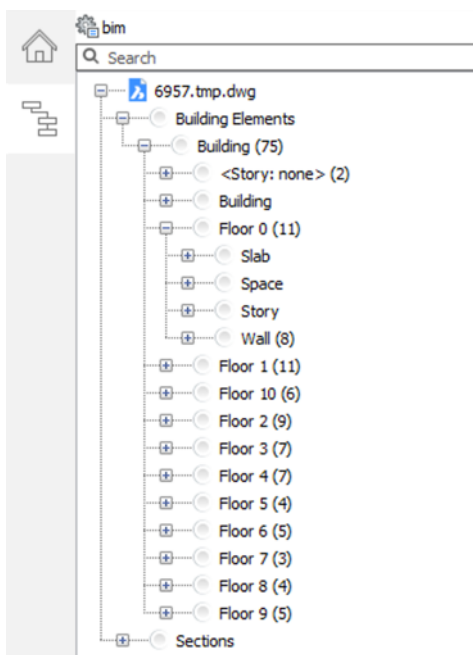 bim
Search
6957.tmp.dwg
Building Elements
Building (75)
<Story: none> (2)
Building
Floor 0 (11)
Slab
Space
Story
Wall (8)
Floor 1 (11)
Floor 10 (6)
Floor 2 (9)
Floor 3 (7)
Floor 4 (7)
Floor 5 (4)
Floor 6 (5)
Floor 7 (3)
Floor 8 (4)
Floor 9 (5)
Sections